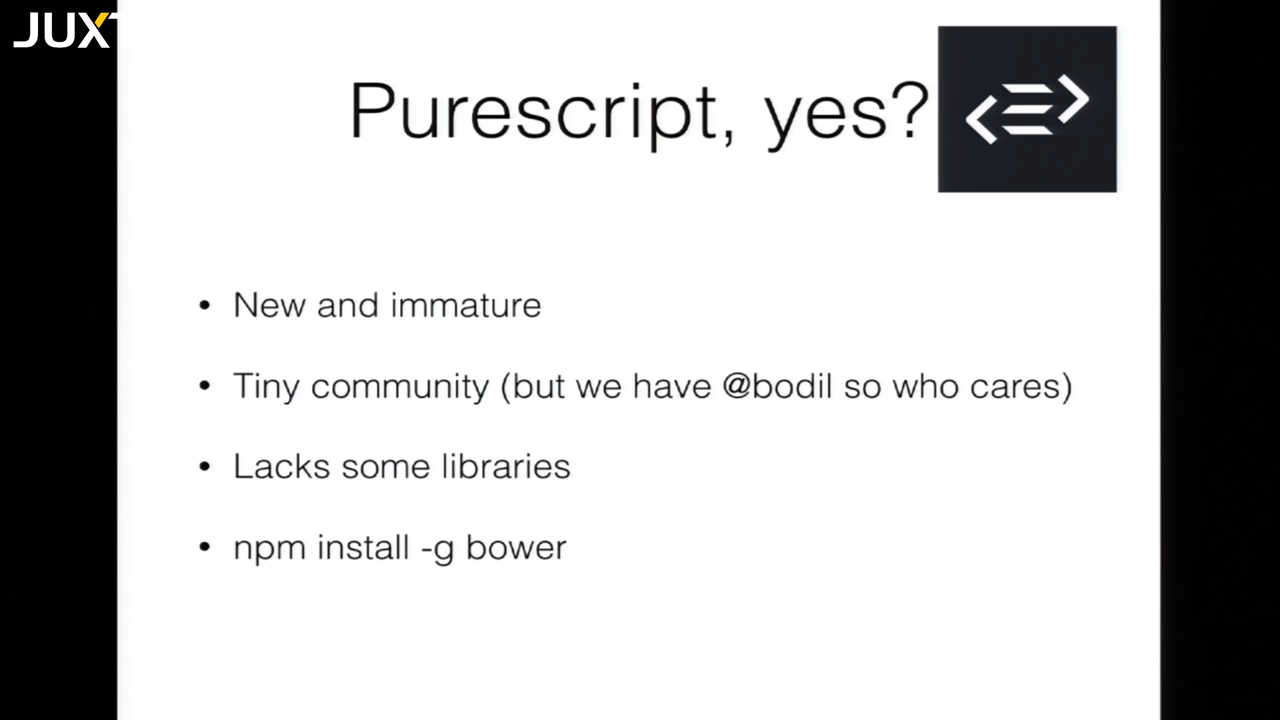 JUXT
Purescript, yes?
• New and immature
• Tiny community (but we have @bodil so who cares)
• Lacks some libraries
• npm install -g bower